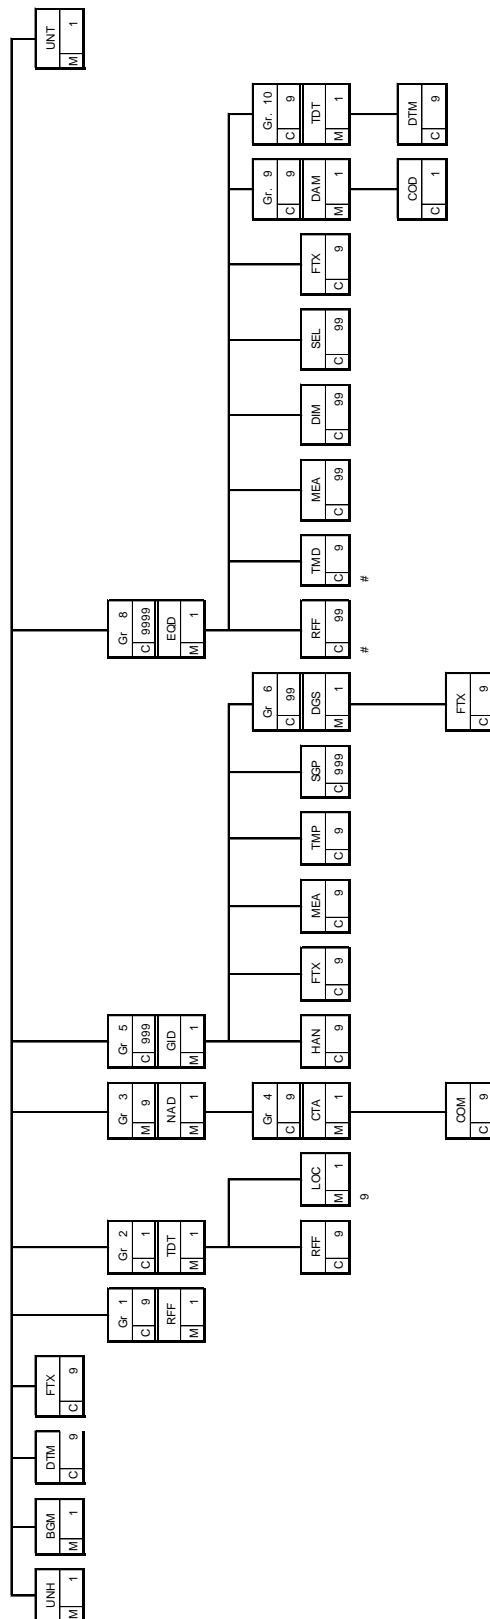 UNH
M 1
BGM
M 1
DTM
C 9
FTX
C 9
UNT
M 1
Gr 1
C 9
RFF
M 1
Gr 2
C 1
TDT
M 1
Gr 3
M 9
NAD
M 1
Gr 5
C 999
GID
M 1
Gr 8
C 9999
EQD
M 1
RFF
C 9
LOC
M 1
9
Gr 4
C 9
CTA
M 1
HAN
C 9
FTX
C 9
MEA
C 9
TMP
C 9
SGP
C 999
Gr 6
C 99
DGS
M 1
RFF
C 99
#
TMD
C 9
#
MEA
C 99
DIM
C 99
SEL
C 99
FTX
C 9
Gr. 9
C 9
DAM
M 1
Gr. 10
C 9
TDT
M 1
COD
C 1
DTM
C 9
COM
C 9
FTX
C 9